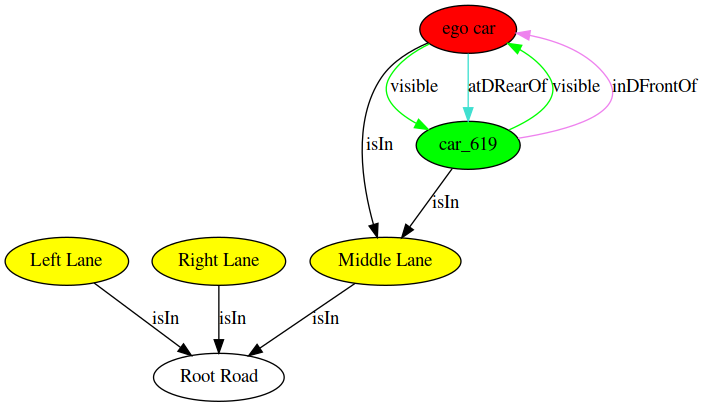 ego car
visible
atDRearOf
visible
inDFrontOf
isIn
car_619
isIn
Left Lane
Right Lane
Middle Lane
isIn
isIn
isIn
Root Road